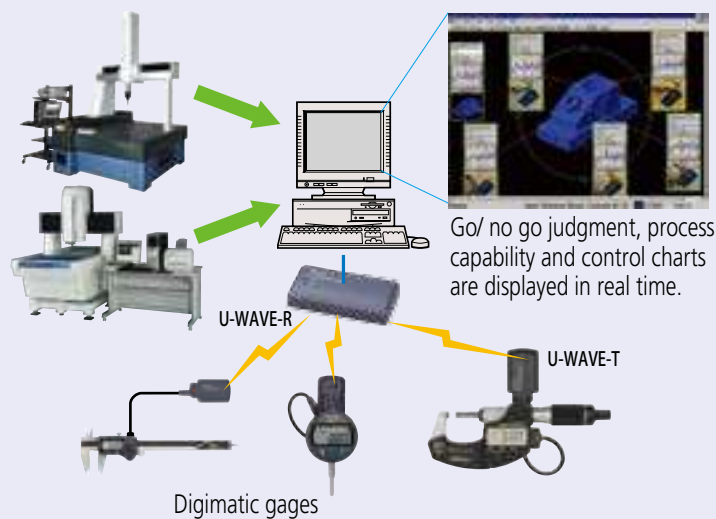 Go/ no go judgment, process
capability and control charts
are displayed in real time.
U-WAVE-R
U-WAVE-T
Digimatic gages